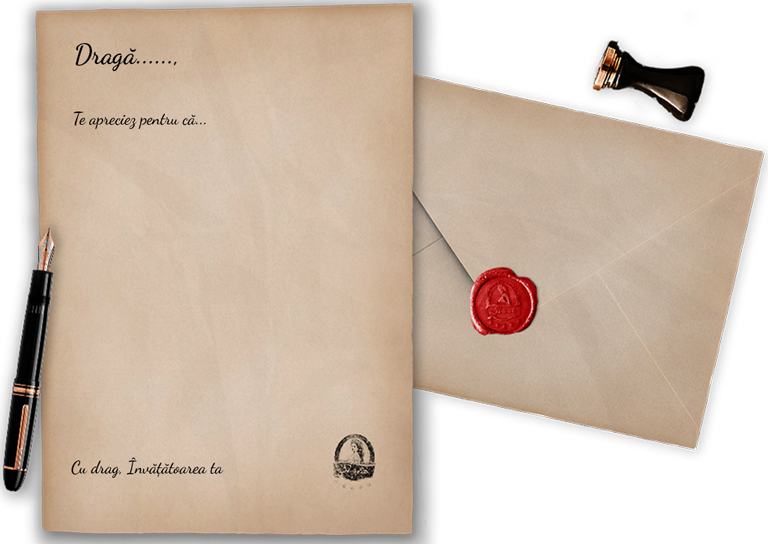 Dragă......,
Te apreciez pentru că...
Cu drag, Învățătoarea ta